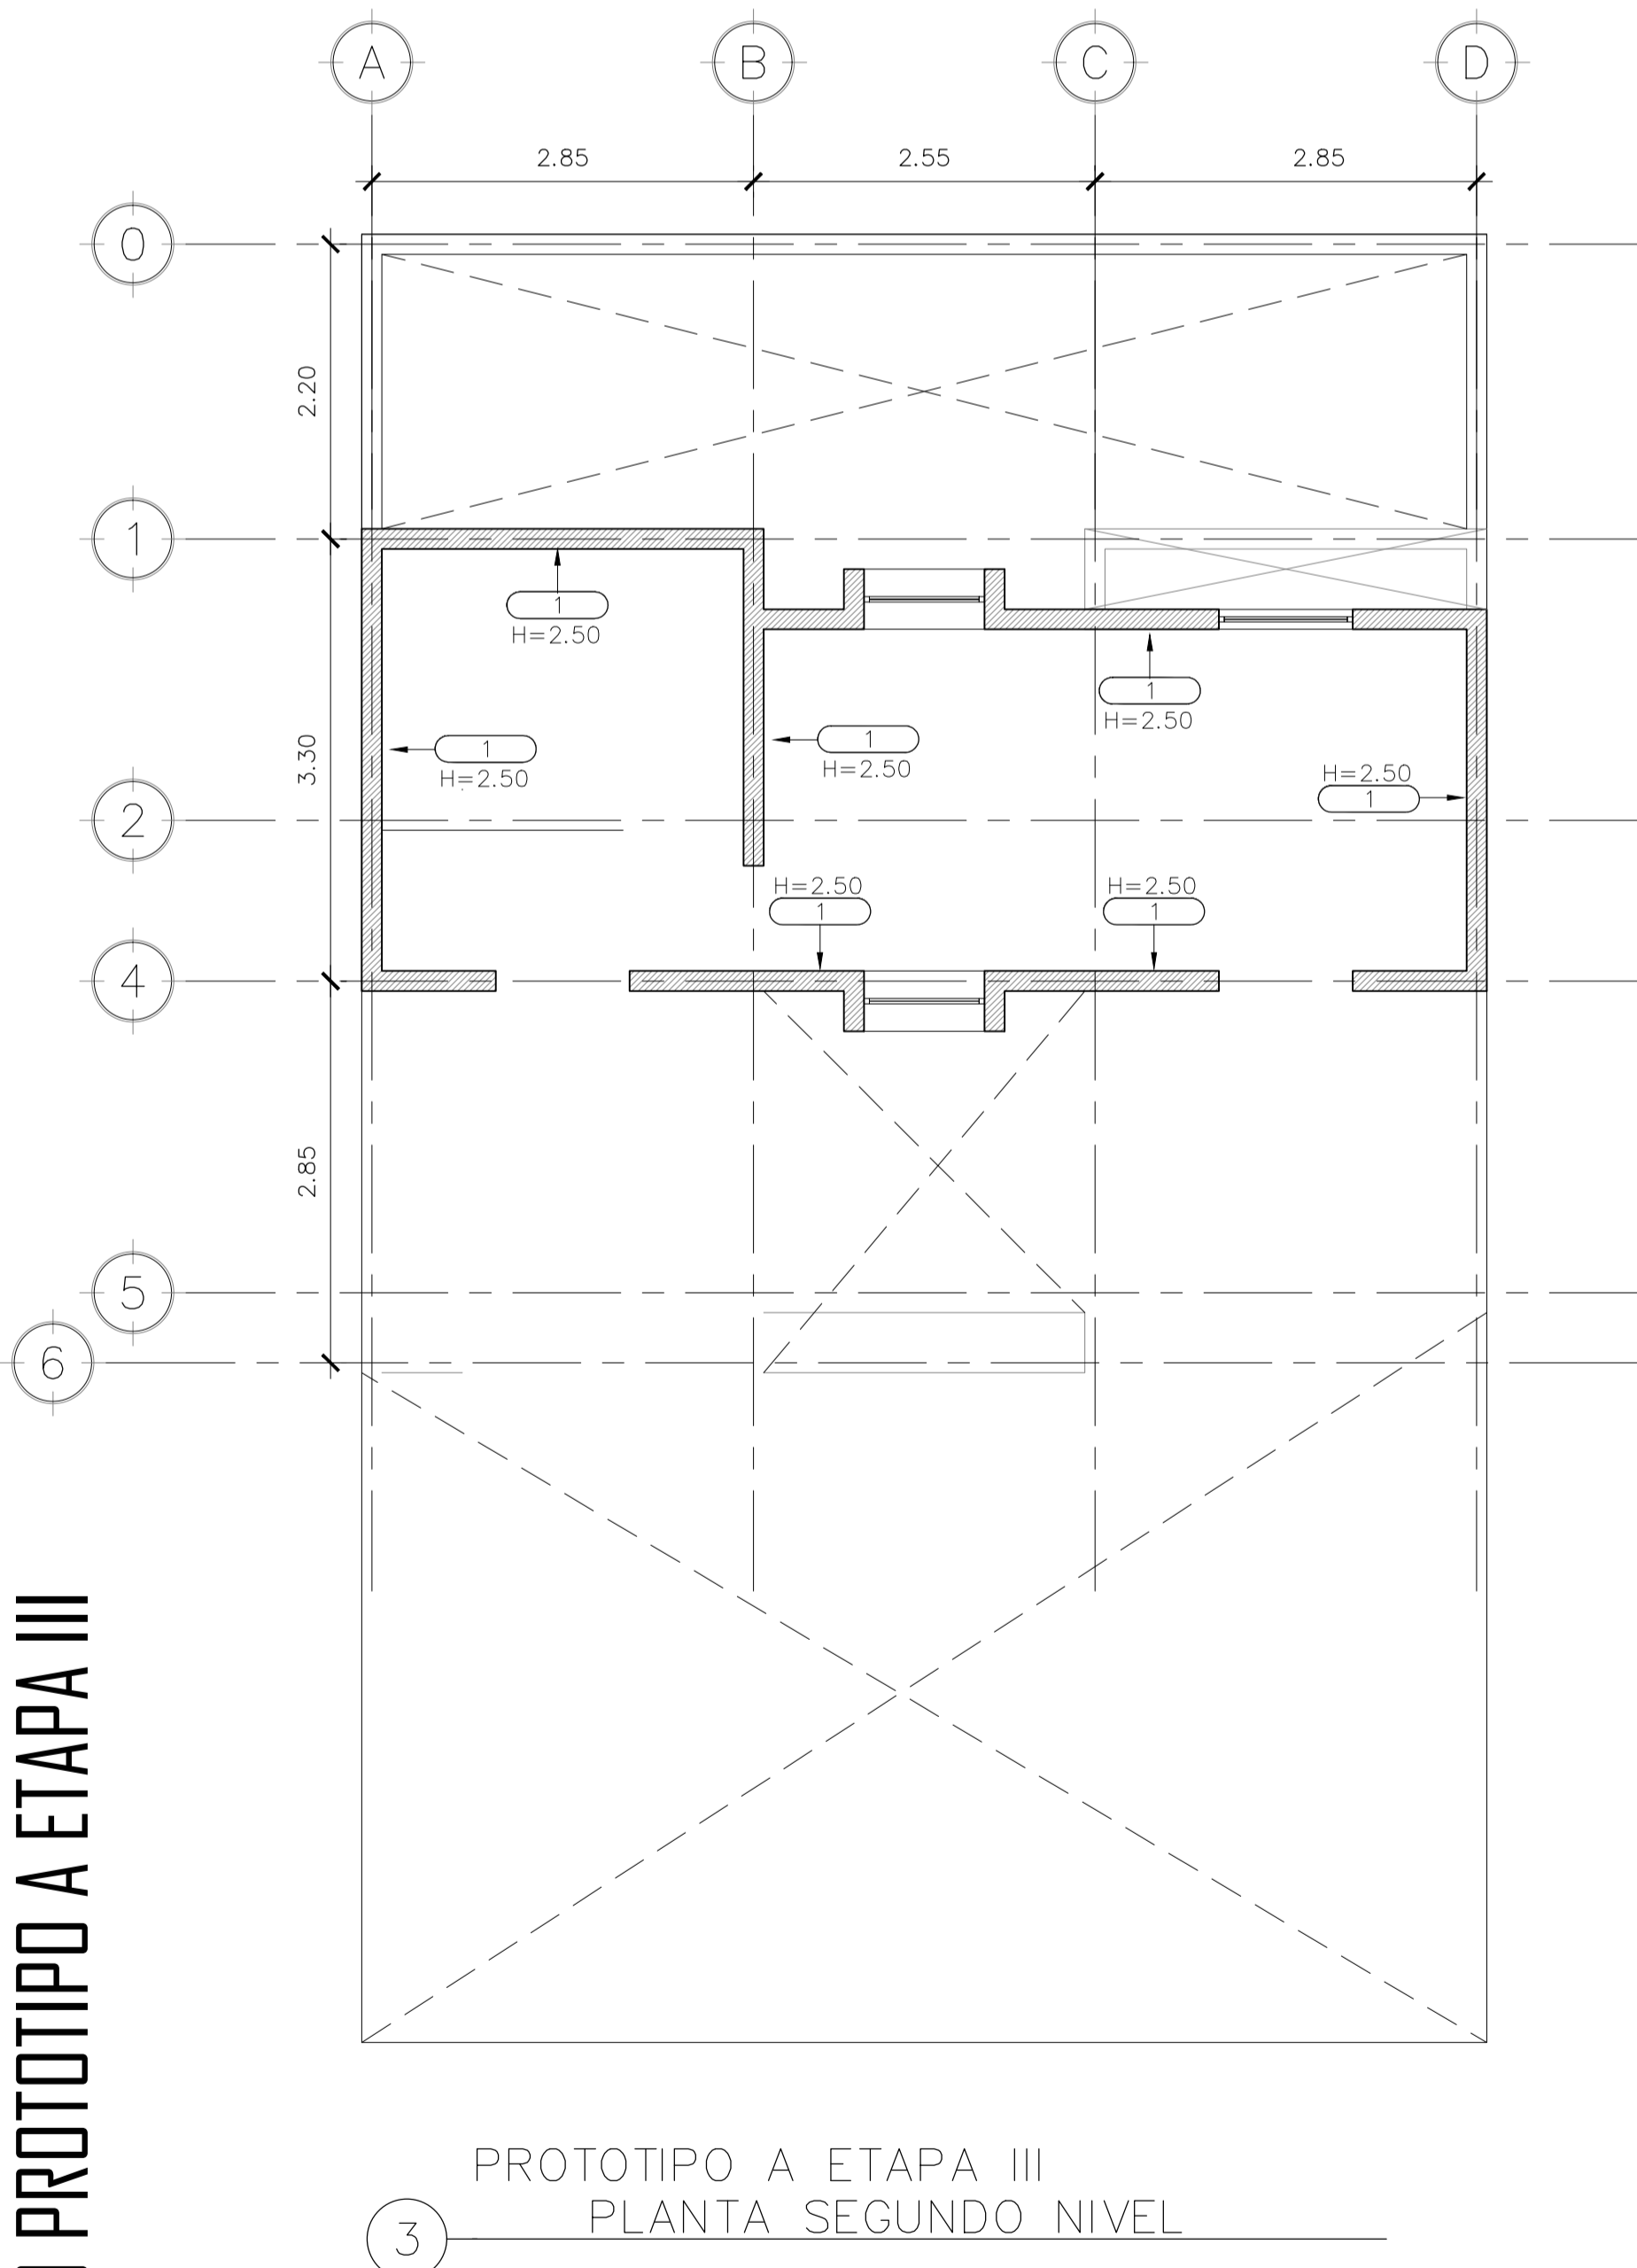 A B C D
2.85 2.55 2.85
0
2.20
1
1
H=2.50
1
H=2.50
3.30
1
H=2.50
1
H=2.50
H=2.50
1
2
H=2.50
1
H=2.50
1
4
2.85
5
6
PROTOTIPO A ETAPA III
PROTOTIPO A ETAPA III
PLANTA SEGUNDO NIVEL
3